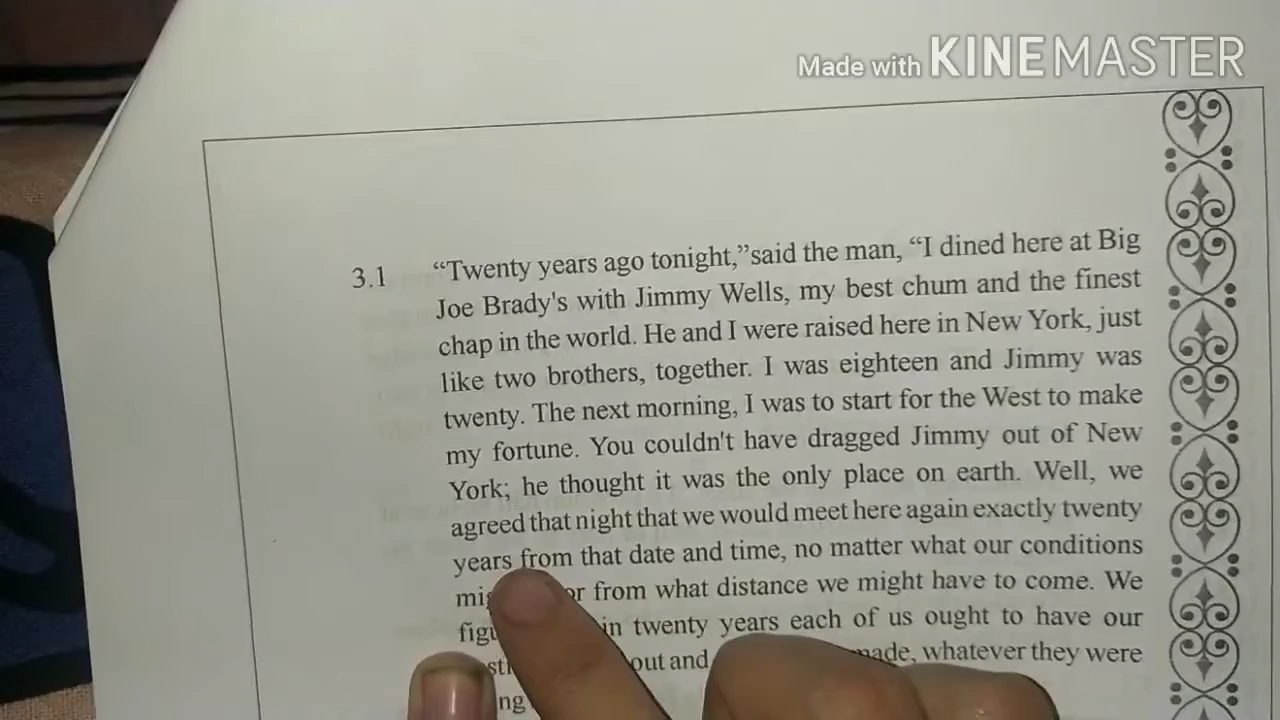 Made with KINEMASTER
3.1 “Twenty years ago tonight,”said the man, “I dined here at Big
Joe Brady's with Jimmy Wells, my best chum and the finest
chap in the world. He and I were raised here in New York, just
like two brothers, together. I was eighteen and Jimmy was
twenty. The next morning, I was to start for the West to make
my fortune. You couldn't have dragged Jimmy out of New
York; he thought it was the only place on earth. Well, we
agreed that night that we would meet here again exactly twenty
years from that date and time, no matter what our conditions
or from what distance we might have to come. We
in twenty years each of us ought to have our
out and whatever they were